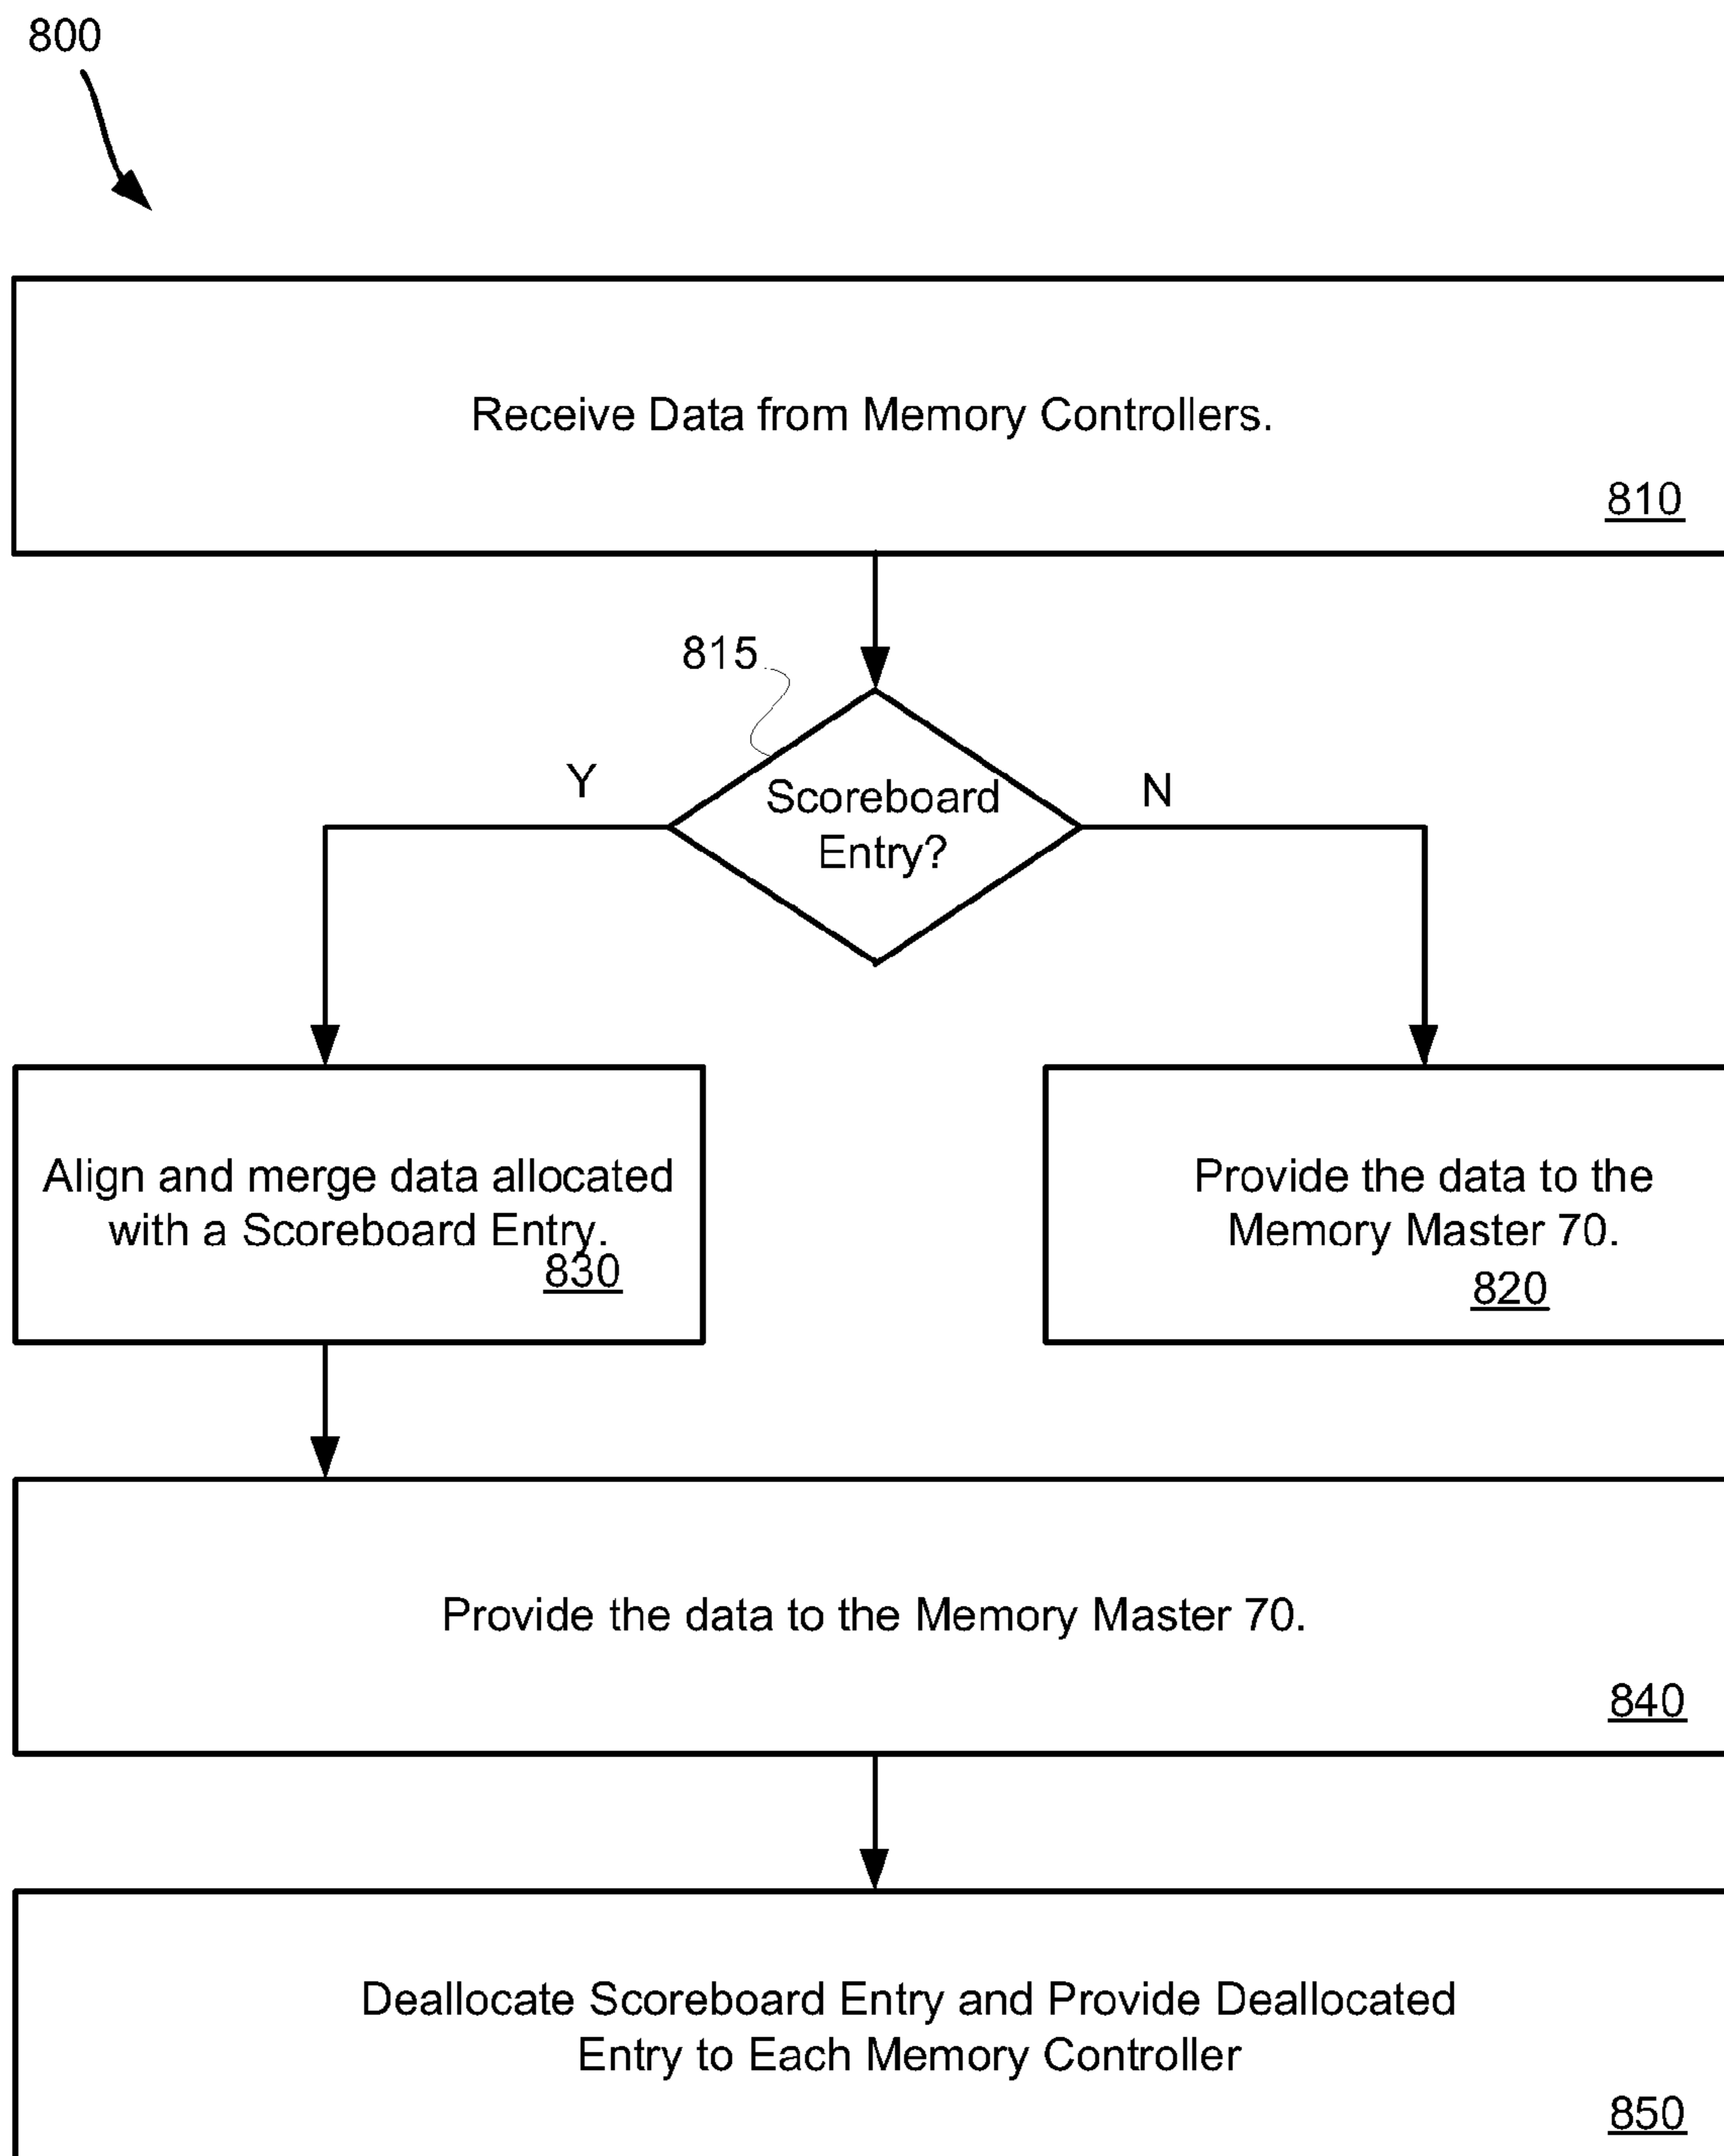 800
Receive Data from Memory Controllers.
810
815
Y
N
Scoreboard
Entry?
Align and merge data allocated
with a Scoreboard Entry.
830
Provide the data to the
Memory Master 70.
820
Provide the data to the Memory Master 70.
840
Deallocate Scoreboard Entry and Provide Deallocated
Entry to Each Memory Controller
850